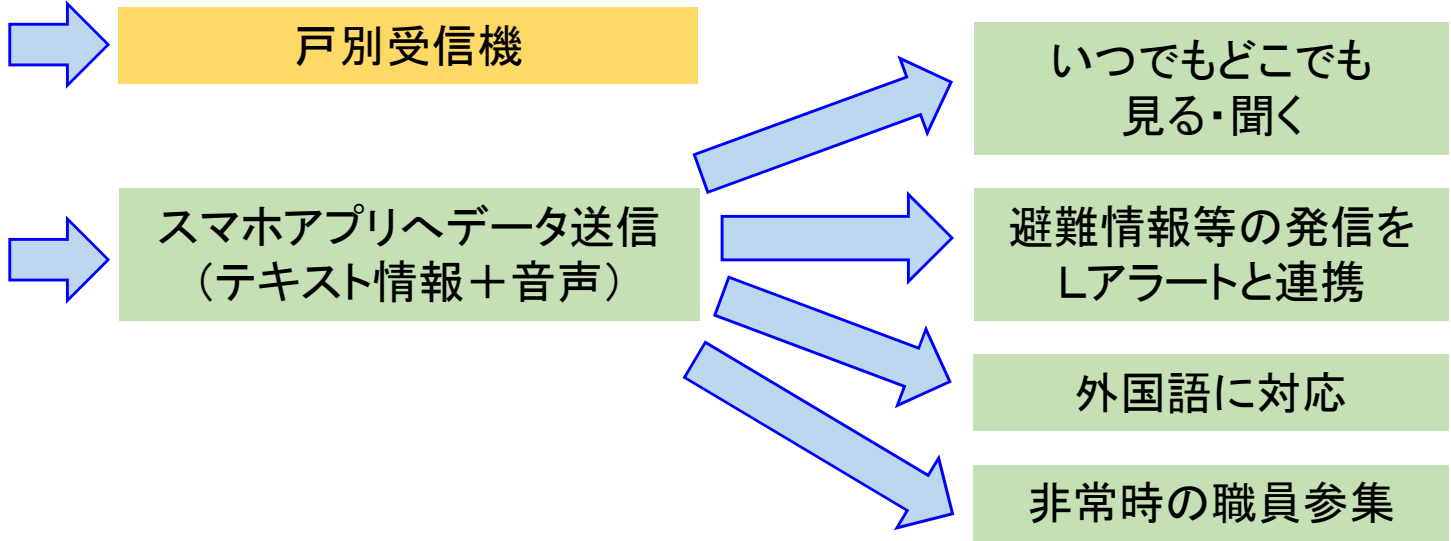 戸別受信機
スマホアプリへデータ送信
(テキスト情報＋音声)
いつでもどこでも
見る・聞く
避難情報等の発信を
Lアラートと連携
外国語に対応
非常時の職員参集